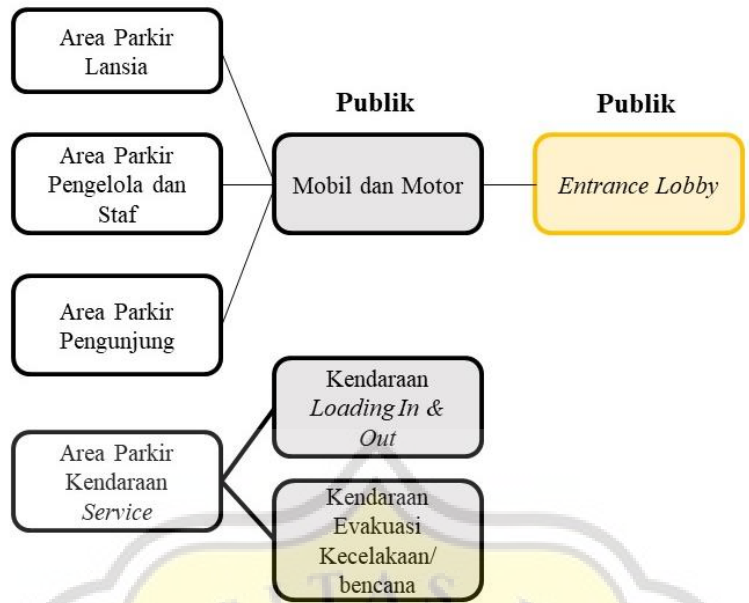 Area Parkir
Lansia
Publik
Publik
Area Parkir
Pengelola dan
Staf
Mobil dan Motor
Entrance Lobby
Area Parkir
Pengunjung
Kendaraan
Loading In &
Out
Area Parkir
Kendaraan
Service
Kendaraan
Evakuasi
Kecelakaan/
bencana
ITAS